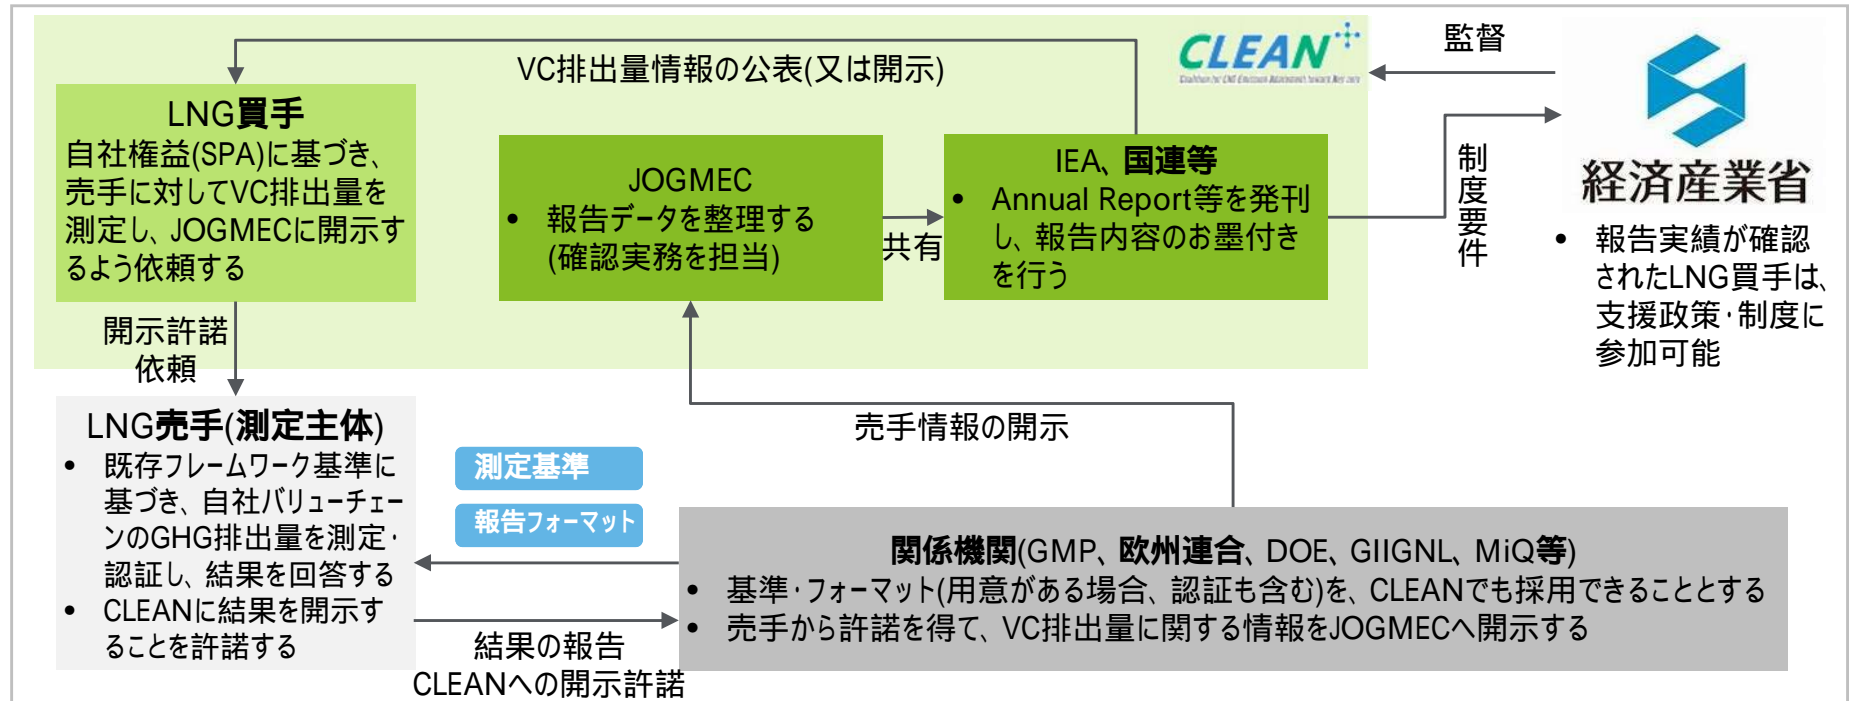 VC排出量情報の公表(又は開示)
CLEAN
監督
LNG買手
自社権益(SPA)に基づき、
売手に対してVC排出量を
測定し、JOGMECに開示す
るよう依頼する
JOGMEC
• 報告データを整理する
(確認実務を担当)
共有
IEA、国連等
• Annual Report等を発刊
し、報告内容のお墨付き
を行う
制度要件
経済産業省
• 報告実績が確認
されたLNG買手は、
支援政策・制度に
参加可能
開示許諾
依頼
売手情報の開示
LNG売手(測定主体)
• 既存フレームワーク基準に
基づき、自社バリューチェー
ンのGHG排出量を測定・
認証し、結果を回答する
• CLEANに結果を開示す
ることを許諾する
測定基準
報告フォーマット
結果の報告
CLEANへの開示許諾
関係機関(GMP、欧州連合、DOE、GIIGNL、MiQ等)
• 基準・フォーマット(用意がある場合、認証も含む)を、CLEANでも採用できることとする
• 売手から許諾を得て、VC排出量に関する情報をJOGMECへ開示する